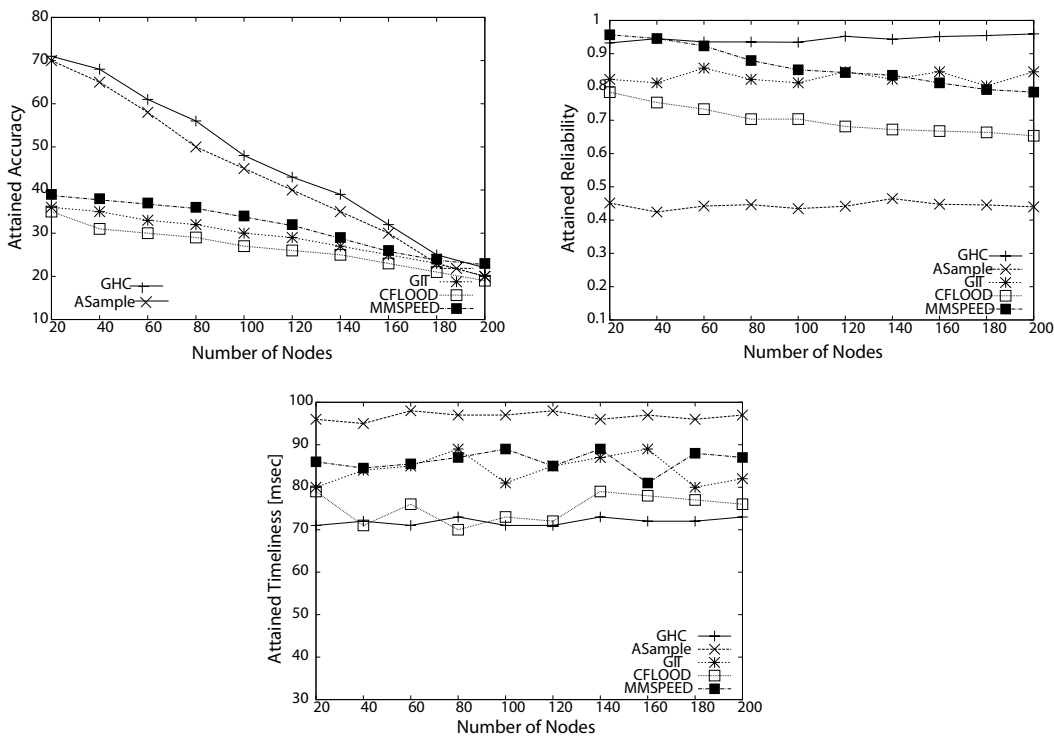 80
70
60
50
40
30
20
10
Attained Accuracy
GHC
ASample
GIT
CFLOOD
MMSPEED
20 40 60 80 100 120 140 160 180 200
Number of Nodes
1
0.9
0.8
0.7
0.6
0.5
0.4
0.3
0.2
0.1
Attained Reliability
GHC
ASample
GIT
CFLOOD
MMSPEED
20 40 60 80 100 120 140 160 180 200
Number of Nodes
100
90
80
70
60
50
40
30
Attained Timeliness [msec]
GHC
ASample
GIT
CFLOOD
MMSPEED
20 40 60 80 100 120 140 160 180 200
Number of Nodes